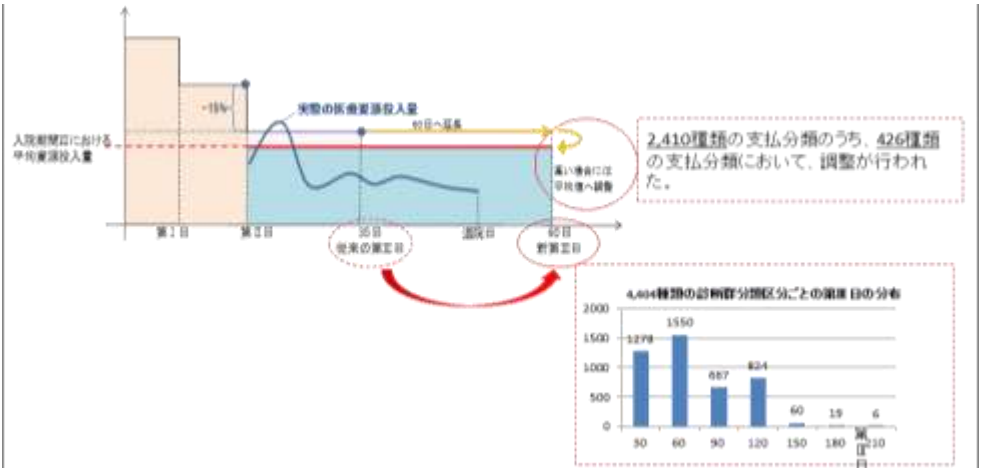 ~15%
実際の医療資源投入量
60日へ延長
入院期間Ⅲにおける
平均資源投入量
高い場合には
平均値へ調整
2,410種類の支払分類のうち、426種類
の支払分類において、調整が行われ
た。
第Ⅰ日
第Ⅱ日
35日
従来の第Ⅲ日
退院日
60日
新第Ⅲ日
4,404種類の診断群分類区分ごとの第Ⅲ日の分布
2000
1500
1000
500
0
1278
1550
667
824
60
19
6
30
60
90
120
150
180
210
第
Ⅲ
日